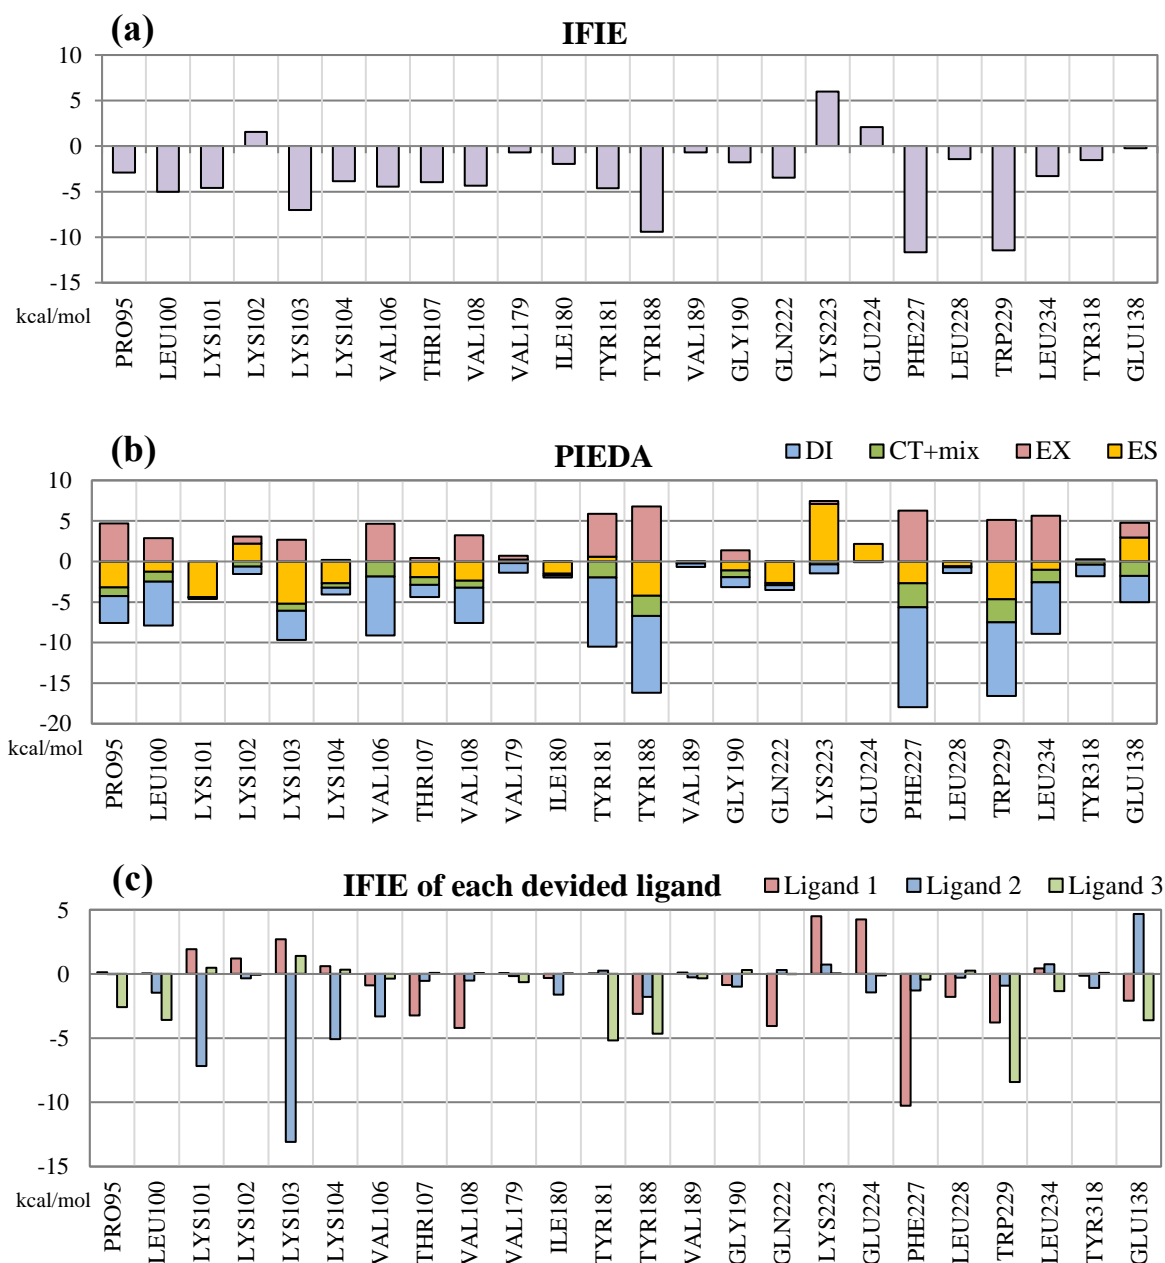 (a)
IFIE
10
5
0
-5
-10
-15
kcal/mol
PRO95
LEU100
LYS101
LYS102
LYS103
LYS104
VAL106
THR107
VAL108
VAL179
ILE180
TYR181
TYR188
VAL189
GLY190
GLN222
LYS223
GLU224
PHE227
LEU228
TRP229
LEU234
TYR318
GLU138
(b)
PIEDA
DI CT+mix EX ES
10
5
0
-5
-10
-15
-20
kcal/mol
PRO95
LEU100
LYS101
LYS102
LYS103
LYS104
VAL106
THR107
VAL108
VAL179
ILE180
TYR181
TYR188
VAL189
GLY190
GLN222
LYS223
GLU224
PHE227
LEU228
TRP229
LEU234
TYR318
GLU138
(c)
IFIE of each devided ligand
Ligand 1 Ligand 2 Ligand 3
5
0
-5
-10
-15
kcal/mol
PRO95
LEU100
LYS101
LYS102
LYS103
LYS104
VAL106
THR107
VAL108
VAL179
ILE180
TYR181
TYR188
VAL189
GLY190
GLN222
LYS223
GLU224
PHE227
LEU228
TRP229
LEU234
TYR318
GLU138